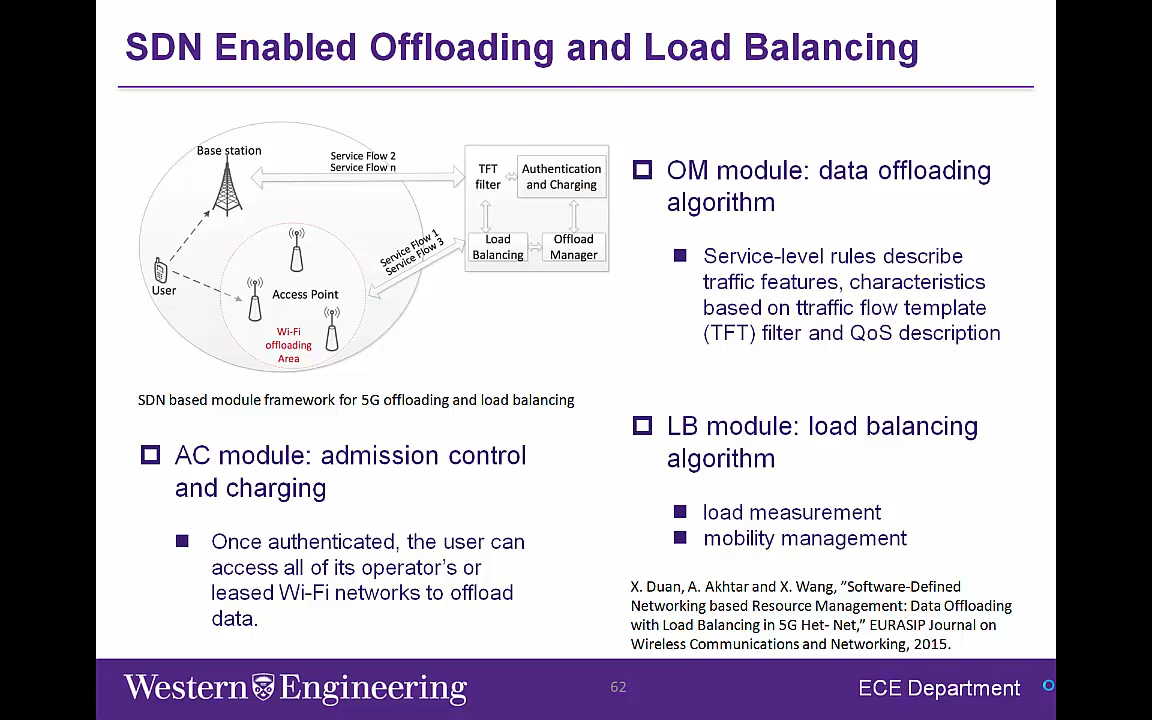 SDN Enabled Offloading and Load Balancing
Base station
Service Flow 2
Service Flow n
TFT
filter
Authentication
and Charging
Load
Balancing
Offload
Manager
Service Flow 1
Service Flow 3
User
Access Point
Wi-Fi
offloading
Area
SDN based module framework for 5G offloading and load balancing
AC module: admission control
and charging
Once authenticated, the user can
access all of its operator's or
leased Wi-Fi networks to offload
data.
OM module: data offloading
algorithm
Service-level rules describe
traffic features, characteristics
based on ttraffic flow template
(TFT) filter and QoS description
LB module: load balancing
algorithm
load measurement
mobility management
X. Duan, A. Akhtar and X. Wang, "Software-Defined
Networking based Resource Management: Data Offloading
with Load Balancing in 5G Het- Net," EURASIP Journal on
Wireless Communications and Networking, 2015.
Western Engineering
62
ECE Department
O